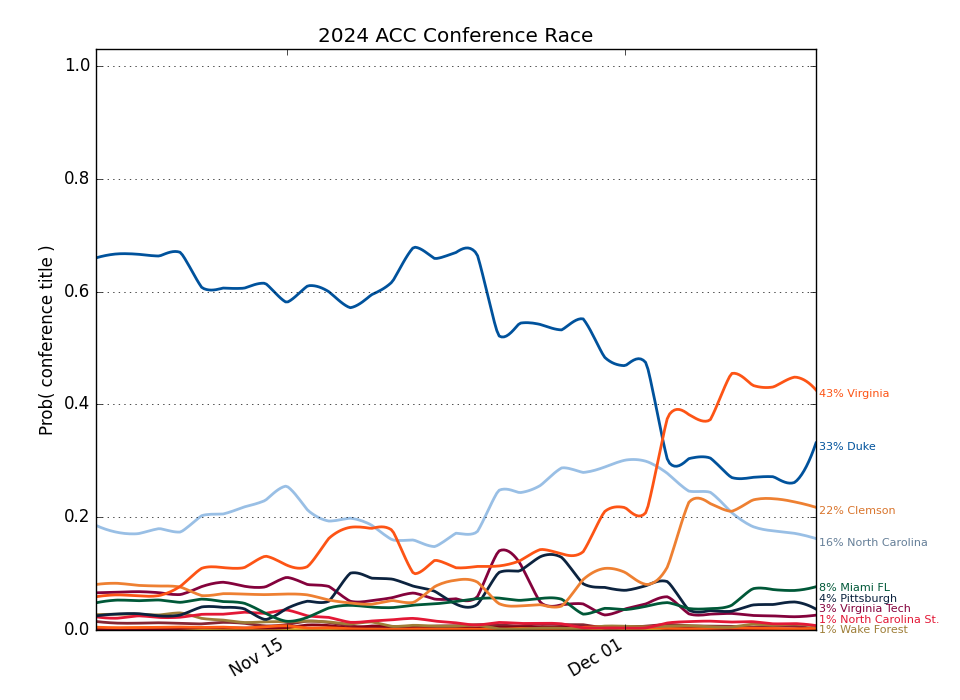 2024 ACC Conference Race
Prob( conference title )
1.0
0.8
0.6
0.4
0.2
0.0
Nov 15
Dec 01
43% Virginia
33% Duke
22% Clemson
16% North Carolina
8% Miami FL
4% Pittsburgh
3% Virginia Tech
1% North Carolina St.
1% Wake Forest